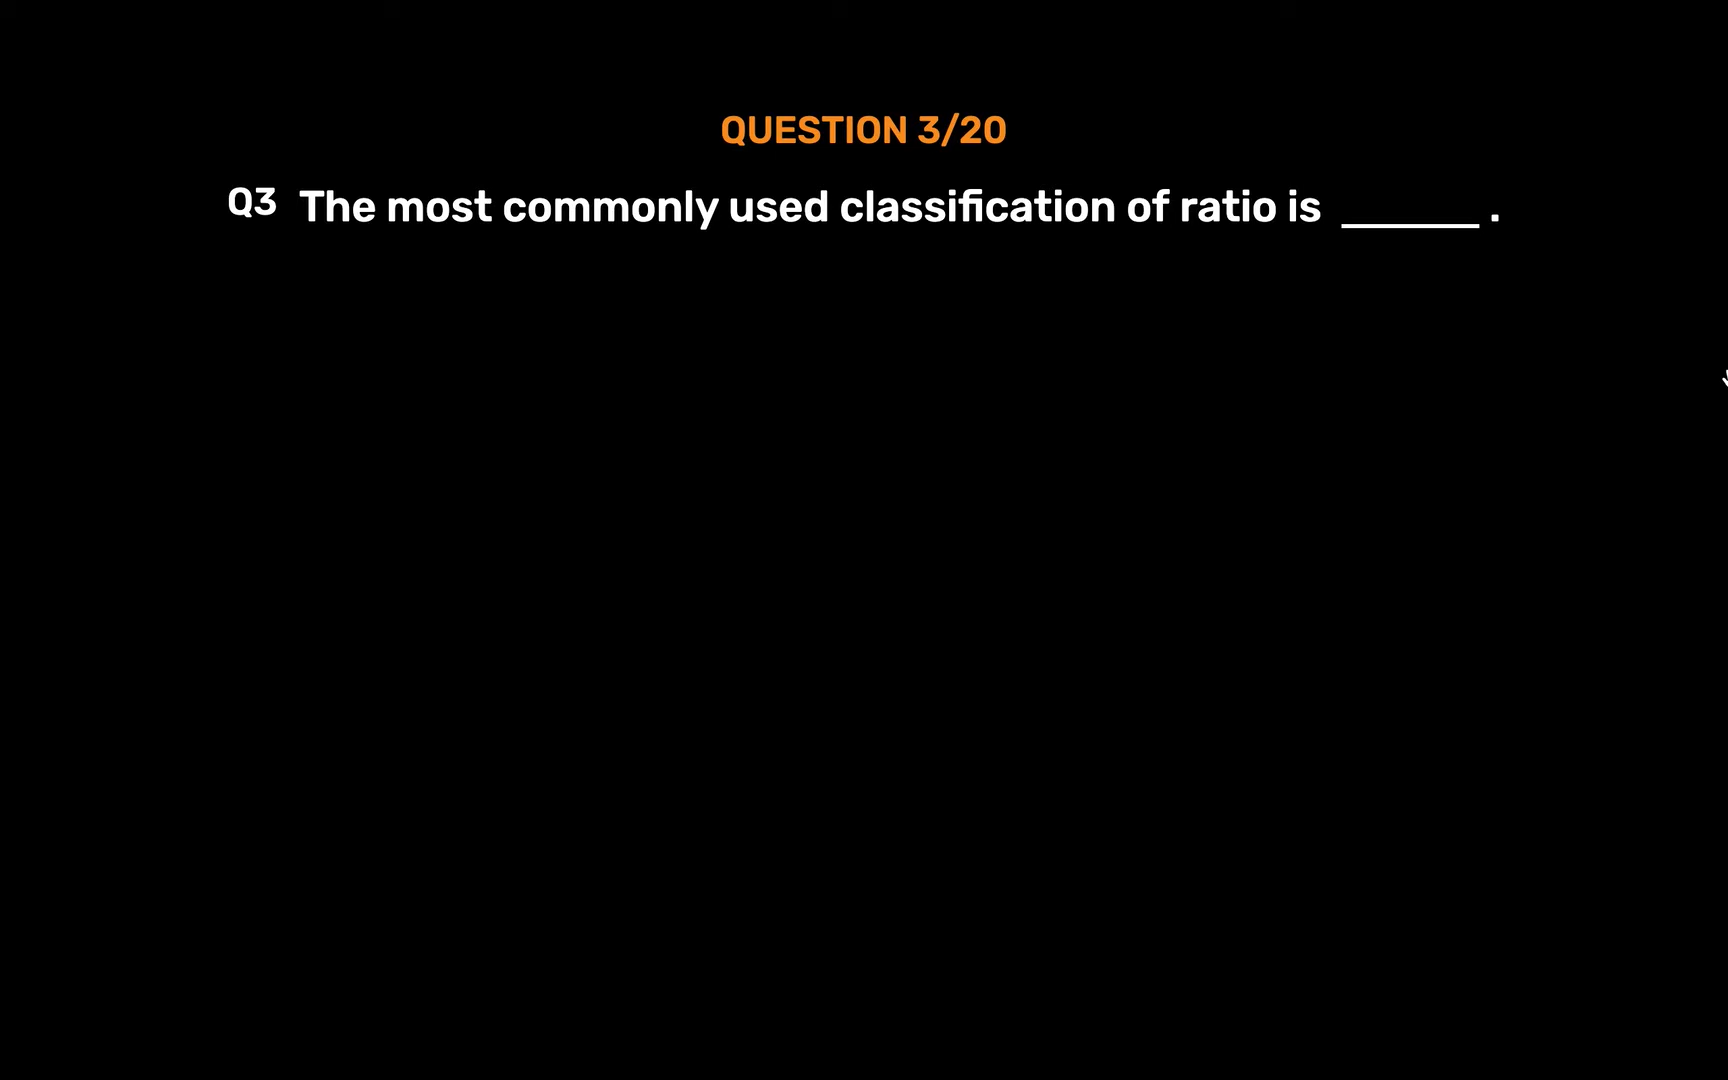 QUESTION 3/20
Q3 The most commonly used classification of ratio is ______ .